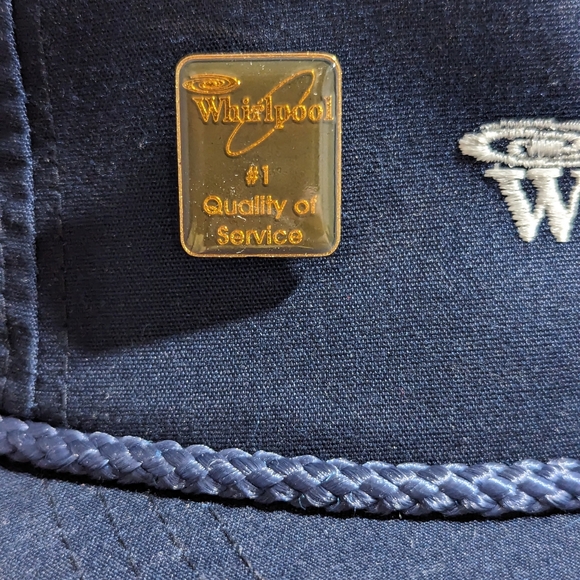 Whirlpool
#1
Quality of
Service
W